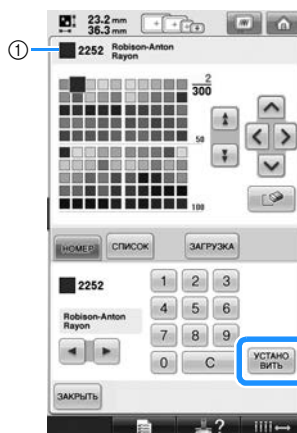 23.2 mm
36.3 mm
① 2252 Robison-Anton
Rayon
2
300
50
100
НОМЕР СПИСОК ЗАГРУЗКА
2252
Robison-Anton
Rayon
1 2 3
4 5 6
7 8 9
0 C
УСТАНО
ВИТЬ
ЗАКРЫТЬ
?